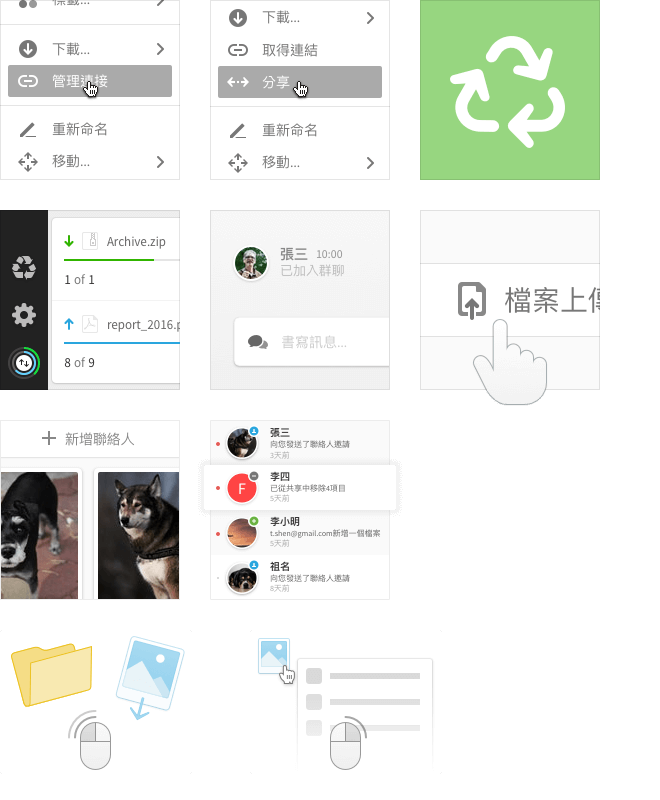 標籤...
下載...
管理連接
重新命名
移動...
下載...
取得連結
分享
重新命名
移動...
Archive.zip
1 of 1
report_2016.p
8 of 9
張三 10:00
已加入群聊
書寫訊息...
檔案上傳
新增聯絡人
張三
向您發送了聯絡人邀請
3天前
F
李四
已從共享中移除4項目
5天前
李小明
t.shen@gmail.com新增一個檔案
5天前
祖名
向您發送了聯絡人邀請
8天前